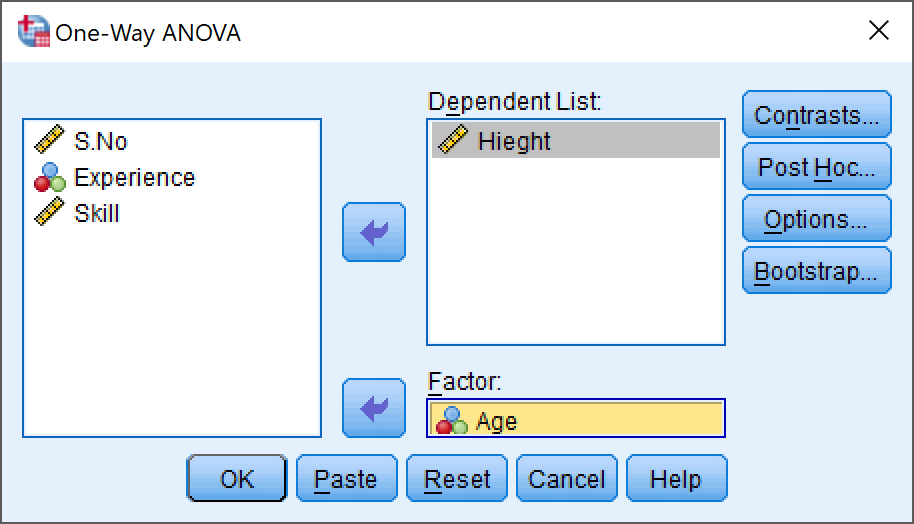 One-Way ANOVA
S.No
Experience
Skill
Dependent List:
Hieght
Factor:
Age
Contrasts...
Post Hoc...
Options...
Bootstrap...
OK
Paste
Reset
Cancel
Help